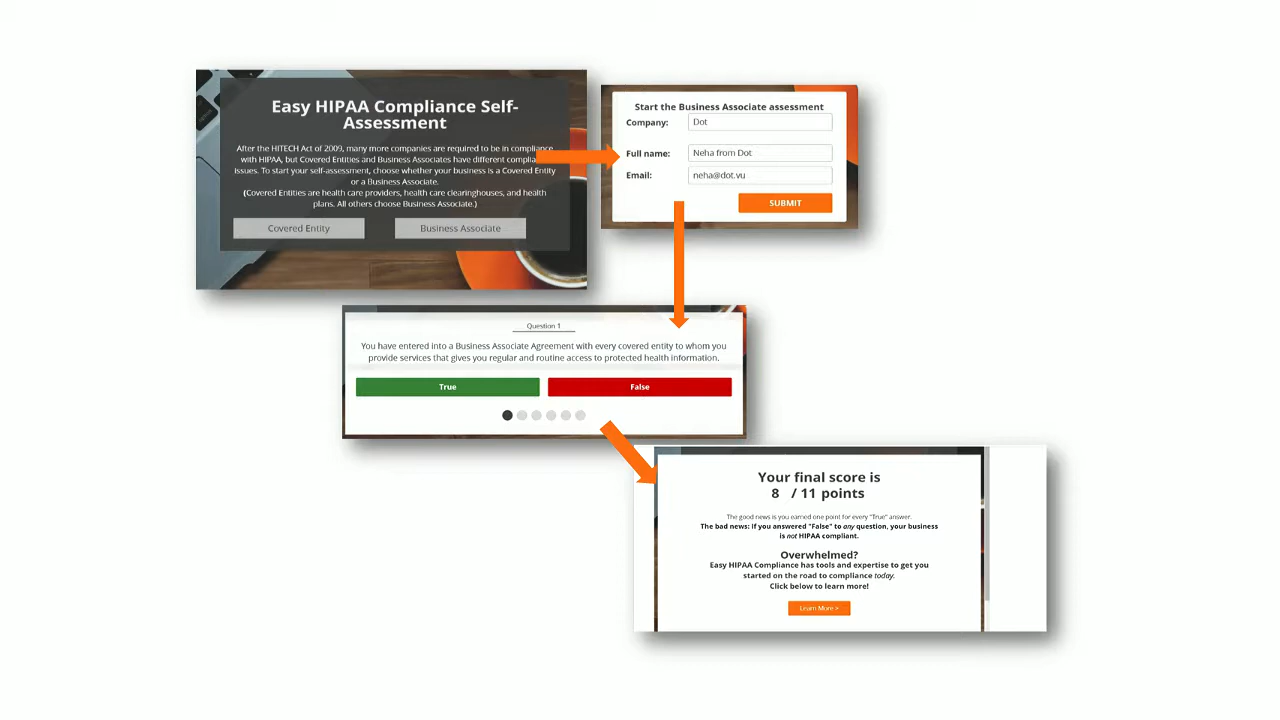 Easy HIPAA Compliance Self-
Assessment
After the HITECH Act of 2009, many more companies are required to be in compliance
with HIPAA, but Covered Entities and Business Associates have different
issues. To start your self-assessment, choose whether your business is a Covered Entity
or a Business Associate.
(Covered Entities are health care providers, health care clearinghouses, and health
plans. All others choose Business Associate.)
Covered Entity
Business Associate
Start the Business Associate assessment
Company:
Dot
Full name:
Neha from Dot
Email:
neha@dot.vu
SUBMIT
Question 1
You have entered into a Business Associate Agreement with every covered entity to whom you
provide services that gives you regular and routine access to protected health information.
True
False
Your final score is
8 / 11 points
The good news is you earned one point for every "True" answer.
The bad news: if you answered "False" to any question, your business
is not HIPAA compliant.
Overwhelmed?
Easy HIPAA Compliance has tools and expertise to get you
started on the road to compliance today.
Click below to learn more!
Learn More >